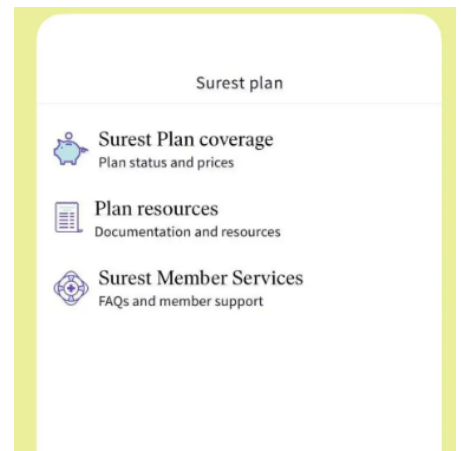 Surest plan
Surest Plan coverage
Plan status and prices
Plan resources
Documentation and resources
Surest Member Services
FAQs and member support